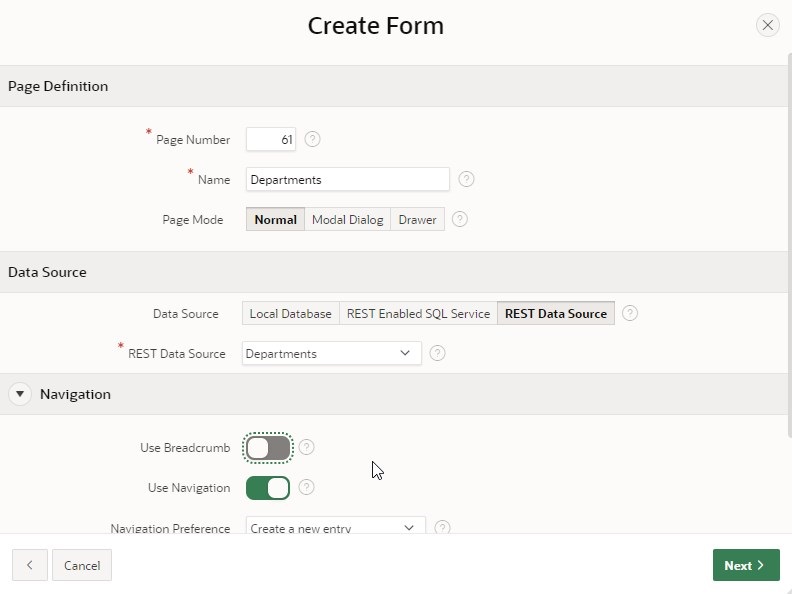 Create Form
Page Definition
* Page Number 61 ?
* Name Departments ?
Page Mode Normal Modal Dialog Drawer ?
Data Source
Data Source Local Database REST Enabled SQL Service REST Data Source ?
* REST Data Source Departments ?
Navigation
Use Breadcrumb ?
Use Navigation ?
Navigation Preference Create a new entry ?
Cancel Next